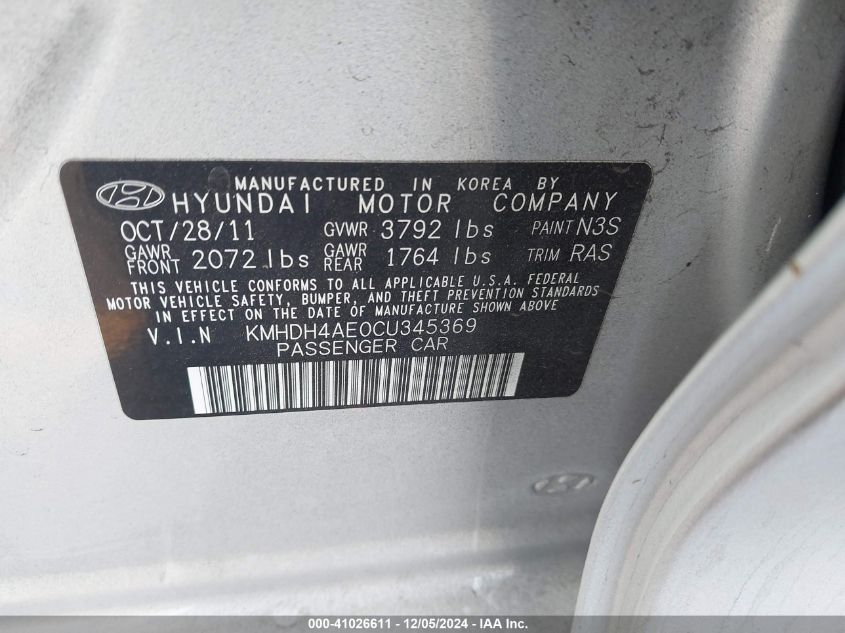 MANUFACTURED IN KOREA BY
HYUNDAI MOTOR COMPANY
OCT/28/11 GVWR 3792 lbs PAINT N3S
GAWR FRONT 2072 lbs GAWR REAR 1764 lbs TRIM RAS
THIS VEHICLE CONFORMS TO ALL APPLICABLE U.S.A. FEDERAL
MOTOR VEHICLE SAFETY, BUMPER, AND THEFT PREVENTION STANDARDS
IN EFFECT ON THE DATE OF MANUFACTURE SHOWN ABOVE.
V.I.N KMHDH4AE0CU345369
PASSENGER CAR
000-41026611 - 12/05/2024 - IAA Inc.